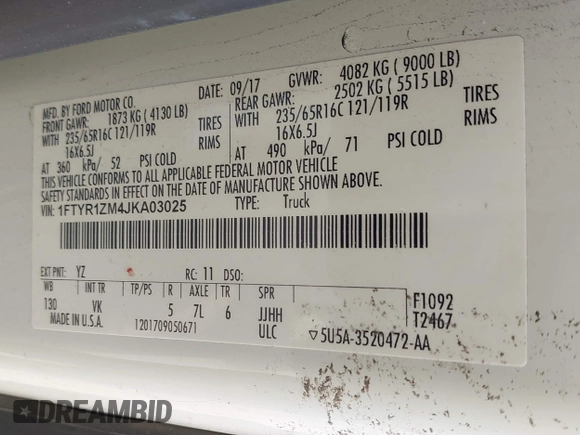 MFD. BY FORD MOTOR CO.
DATE: 09/17
GVWR: 4082 KG ( 9000 LB)
FRONT GAWR: 1873 KG ( 4130 LB)
REAR GAWR: 2502 KG ( 5515 LB)
WITH 235/65R16C 121/119R TIRES
WITH 235/65R16C 121/119R TIRES
16X6.5J RIMS
16X6.5J RIMS
AT 360 kPa/ 52 PSI COLD
AT 490 kPa/ 71 PSI COLD
THIS VEHICLE CONFORMS TO ALL APPLICABLE FEDERAL MOTOR VEHICLE
SAFETY STANDARDS IN EFFECT ON THE DATE OF MANUFACTURE SHOWN ABOVE.
VIN: 1FTYR1ZM4JKA03025
TYPE: Truck
EXT PNT: YZ RC: 11 DSO:
WB INT TR TP/PS R AXLE TR SPR
130 VK 5 7L 6 JJHH
MADE IN U.S.A. 1201709050671 ULC
F1092
T2467
▽5U5A-3520472-AA
DREAMBID